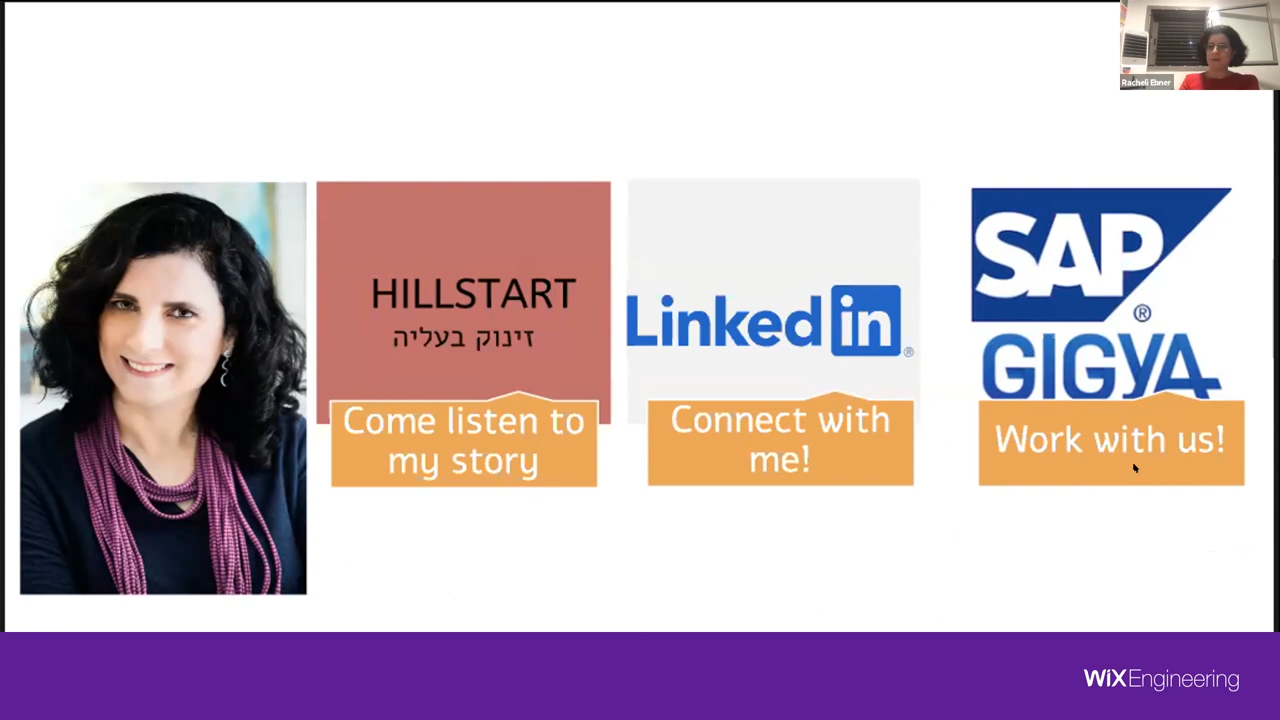 Racheli Ebner
HILLSTART
זינוק בעליה
Come listen to
my story
Linked in ®
Connect with
me!
SAP ®
GIGYA
Work with us!
WiX Engineering